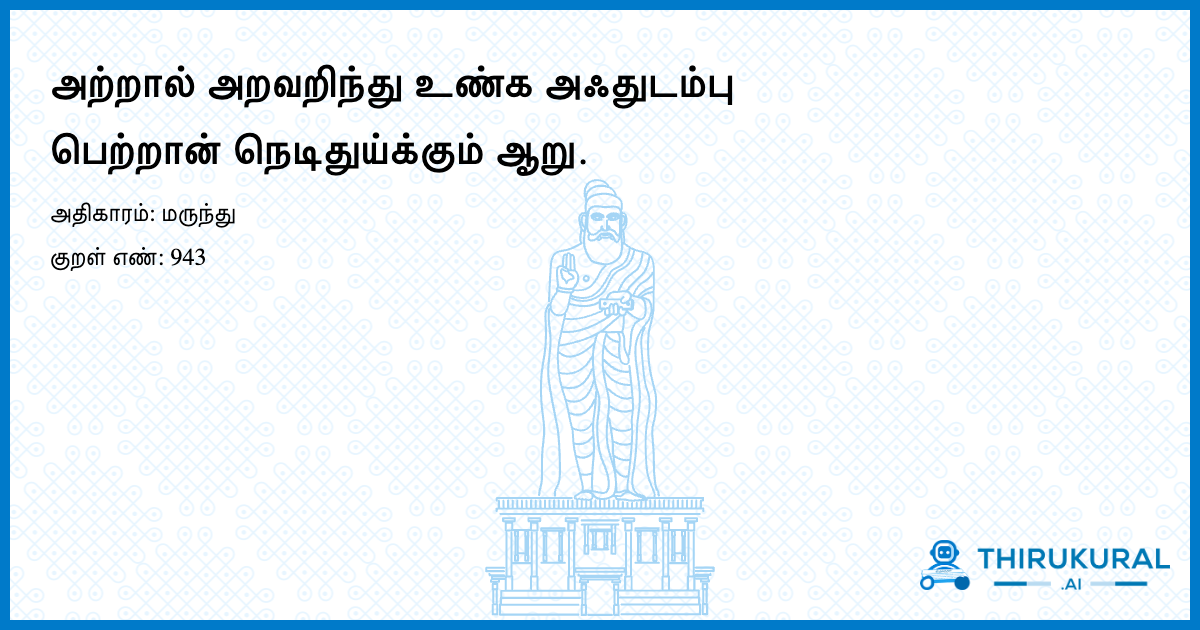 அற்றால் அறவறிந்து உண்க அஃதுடம்பு
பெற்றான் நெடிதுய்க்கும் ஆறு.
அதிகாரம்: மருந்து
குறள் எண்: 943
THIRUKURAL
.AI